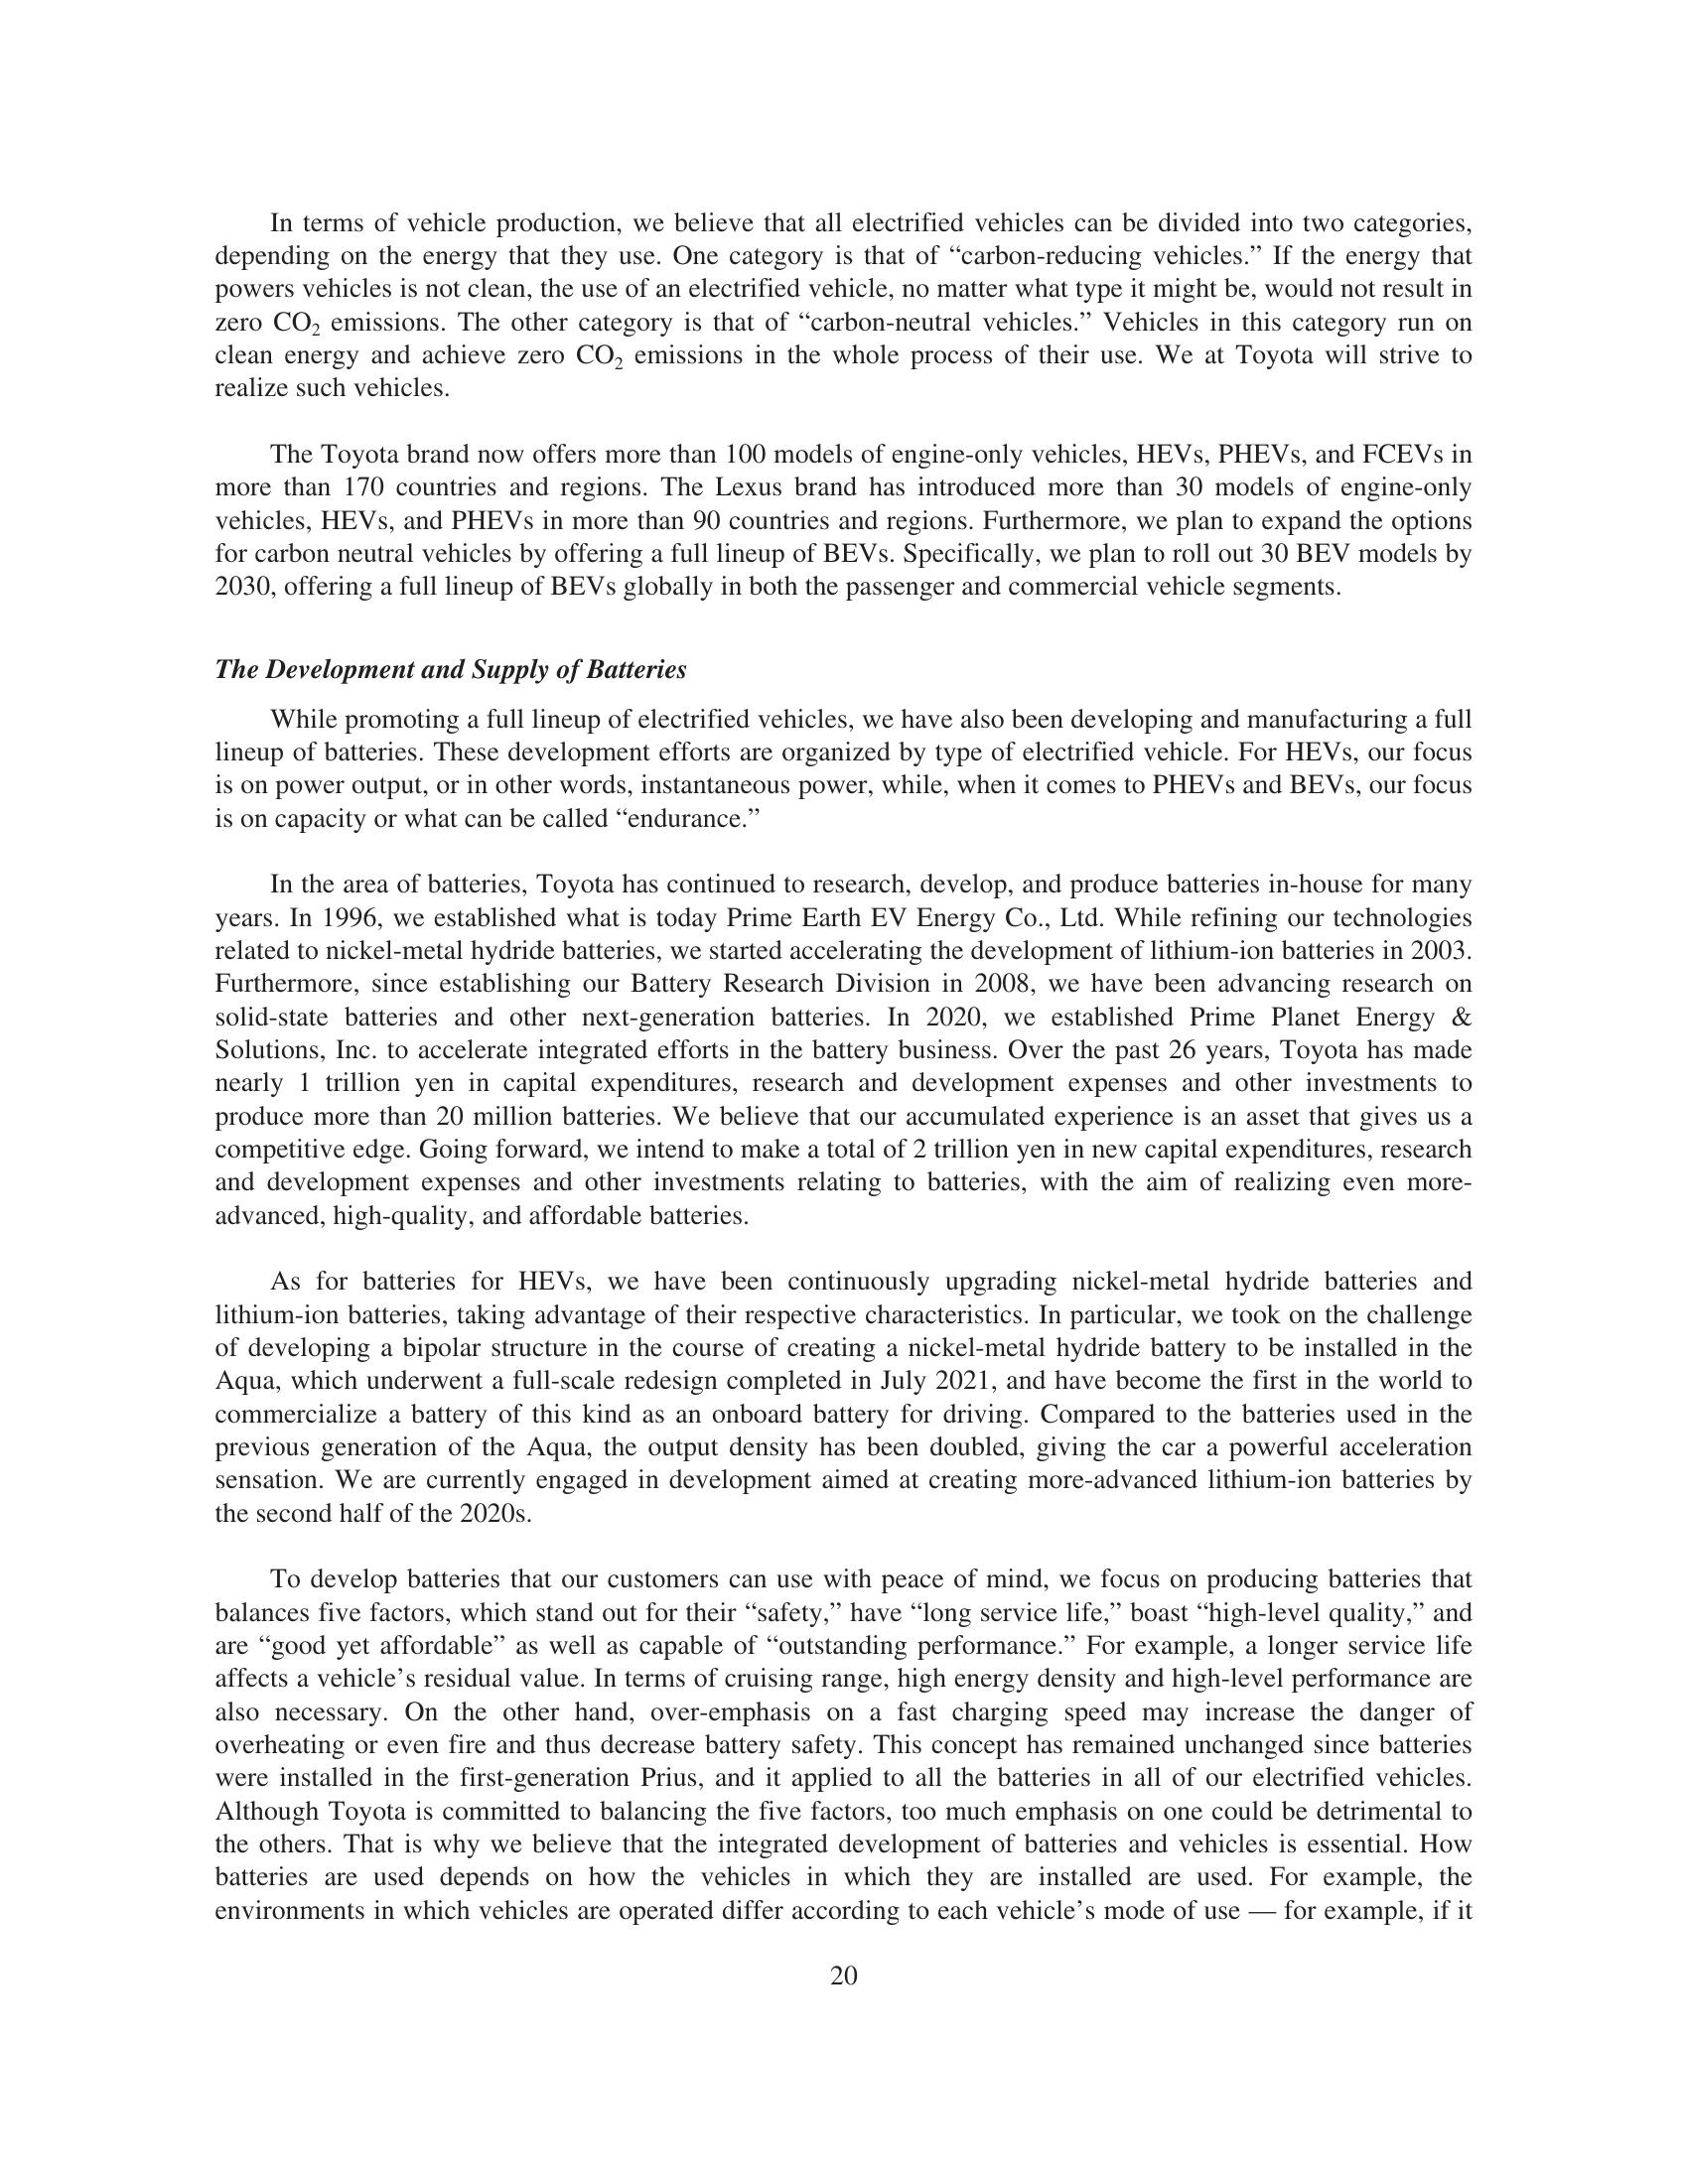 In terms of vehicle production, we believe that all electrified vehicles can be divided into two categories,
depending on the energy that they use. One category is that of “carbon-reducing vehicles.” If the energy that
powers vehicles is not clean, the use of an electrified vehicle, no matter what type it might be, would not result in
zero CO₂ emissions. The other category is that of “carbon-neutral vehicles.” Vehicles in this category run on
clean energy and achieve zero CO₂ emissions in the whole process of their use. We at Toyota will strive to
realize such vehicles.
The Toyota brand now offers more than 100 models of engine-only vehicles, HEVs, PHEVs, and FCEVs in
more than 170 countries and regions. The Lexus brand has introduced more than 30 models of engine-only
vehicles, HEVs, and PHEVs in more than 90 countries and regions. Furthermore, we plan to expand the options
for carbon neutral vehicles by offering a full lineup of BEVs. Specifically, we plan to roll out 30 BEV models by
2030, offering a full lineup of BEVs globally in both the passenger and commercial vehicle segments.
The Development and Supply of Batteries
While promoting a full lineup of electrified vehicles, we have also been developing and manufacturing a full
lineup of batteries. These development efforts are organized by type of electrified vehicle. For HEVs, our focus
is on power output, or in other words, instantaneous power, while, when it comes to PHEVs and BEVs, our focus
is on capacity or what can be called “endurance.”
In the area of batteries, Toyota has continued to research, develop, and produce batteries in-house for many
years. In 1996, we established what is today Prime Earth EV Energy Co., Ltd. While refining our technologies
related to nickel-metal hydride batteries, we started accelerating the development of lithium-ion batteries in 2003.
Furthermore, since establishing our Battery Research Division in 2008, we have been advancing research on
solid-state batteries and other next-generation batteries. In 2020, we established Prime Planet Energy &
Solutions, Inc. to accelerate integrated efforts in the battery business. Over the past 26 years, Toyota has made
nearly 1 trillion yen in capital expenditures, research and development expenses and other investments to
produce more than 20 million batteries. We believe that our accumulated experience is an asset that gives us a
competitive edge. Going forward, we intend to make a total of 2 trillion yen in new capital expenditures, research
and development expenses and other investments relating to batteries, with the aim of realizing even more-
advanced, high-quality, and affordable batteries.
As for batteries for HEVs, we have been continuously upgrading nickel-metal hydride batteries and
lithium-ion batteries, taking advantage of their respective characteristics. In particular, we took on the challenge
of developing a bipolar structure in the course of creating a nickel-metal hydride battery to be installed in the
Aqua, which underwent a full-scale redesign completed in July 2021, and have become the first in the world to
commercialize a battery of this kind as an onboard battery for driving. Compared to the batteries used in the
previous generation of the Aqua, the output density has been doubled, giving the car a powerful acceleration
sensation. We are currently engaged in development aimed at creating more-advanced lithium-ion batteries by
the second half of the 2020s.
To develop batteries that our customers can use with peace of mind, we focus on producing batteries that
balances five factors, which stand out for their “safety,” have “long service life,” boast “high-level quality,” and
are “good yet affordable” as well as capable of “outstanding performance.” For example, a longer service life
affects a vehicle’s residual value. In terms of cruising range, high energy density and high-level performance are
also necessary. On the other hand, over-emphasis on a fast charging speed may increase the danger of
overheating or even fire and thus decrease battery safety. This concept has remained unchanged since batteries
were installed in the first-generation Prius, and it applied to all the batteries in all of our electrified vehicles.
Although Toyota is committed to balancing the five factors, too much emphasis on one could be detrimental to
the others. That is why we believe that the integrated development of batteries and vehicles is essential. How
batteries are used depends on how the vehicles in which they are installed are used. For example, the
environments in which vehicles are operated differ according to each vehicle’s mode of use — for example, if it
20